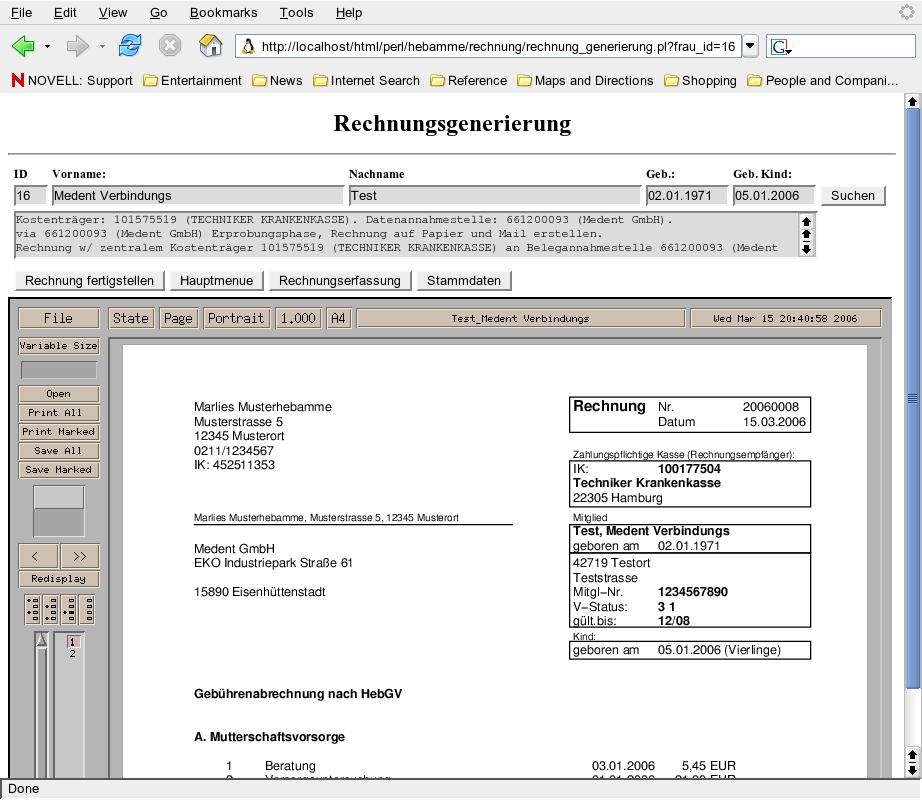 File Edit View Go Bookmarks Tools Help
http://localhost/html/perl/hebamme/rechnung/rechnung_generierung.pl?frau_id=16
NOVELL: Support Entertainment News Internet Search Reference Maps and Directions Shopping People and Compani...
Rechnungsgenerierung
ID Vorname: Nachname Geb.: Geb. Kind:
16 Medent Verbindungs Test 02.01.1971 05.01.2006 Suchen
Kostenträger: 101575519 (TECHNIKER KRANKENKASSE). Datenannahmestelle: 661200093 (Medent GmbH).
via 661200093 (Medent GmbH) Erprobungsphase, Rechnung auf Papier und Mail erstellen.
Rechnung w/ zentralem Kostenträger 101575519 (TECHNIKER KRANKENKASSE) an Belegannahmestelle 661200093 (Medent
Rechnung fertigstellen Hauptmenue Rechnungserfassung Stammdaten
File State Page Portrait 1.000 A4 Test_Medent Verbindungs Wed Mar 15 20:40:58 2006
Variable Size
Open
Print All
Print Marked
Save All
Save Marked
< >>
Redisplay
1
2
Marlies Musterhebamme
Musterstrasse 5
12345 Musterort
0211/1234567
IK: 452511353
Rechnung Nr. 20060008
Datum 15.03.2006
Zahlungspflichtige Kasse (Rechnungsempfänger):
IK: 100177504
Techniker Krankenkasse
22305 Hamburg
Marlies Musterhebamme, Musterstrasse 5, 12345 Musterort
Medent GmbH
EKO Industriepark Straße 61
15890 Eisenhüttenstadt
Mitglied
Test, Medent Verbindungs
geboren am 02.01.1971
42719 Testort
Teststrasse
Mitgl-Nr. 1234567890
V-Status: 3 1
gült.bis: 12/08
Kind:
geboren am 05.01.2006 (Vierlinge)
Gebührenabrechnung nach HebGV
A. Mutterschaftsvorsorge
1 Beratung 03.01.2006 5,45 EUR
Done